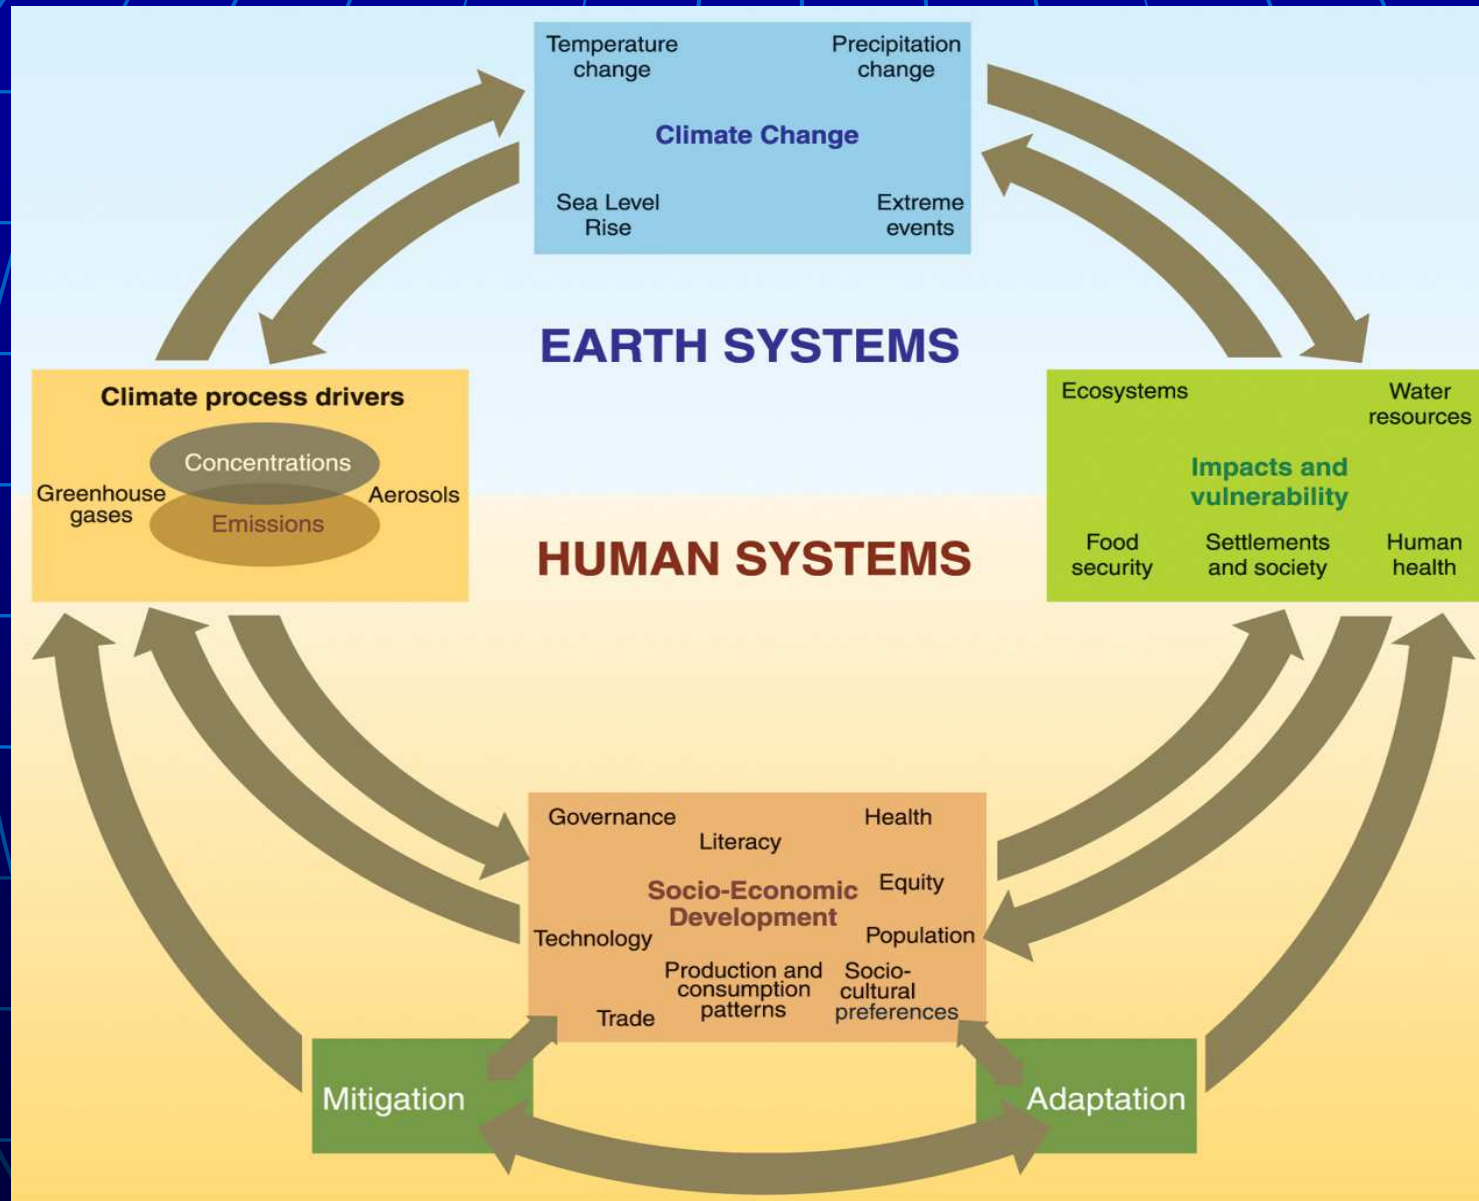 Temperature
change
Precipitation
change
Climate Change
Sea Level
Rise
Extreme
events
EARTH SYSTEMS
Climate process drivers
Concentrations
Greenhouse
gases
Aerosols
Emissions
Ecosystems
Water
resources
Impacts and
vulnerability
Food
security
Settlements
and society
Human
health
HUMAN SYSTEMS
Governance
Literacy
Health
Socio-Economic
Development
Equity
Technology
Population
Production and
consumption
patterns
Socio-
cultural
preferences
Trade
Mitigation
Adaptation